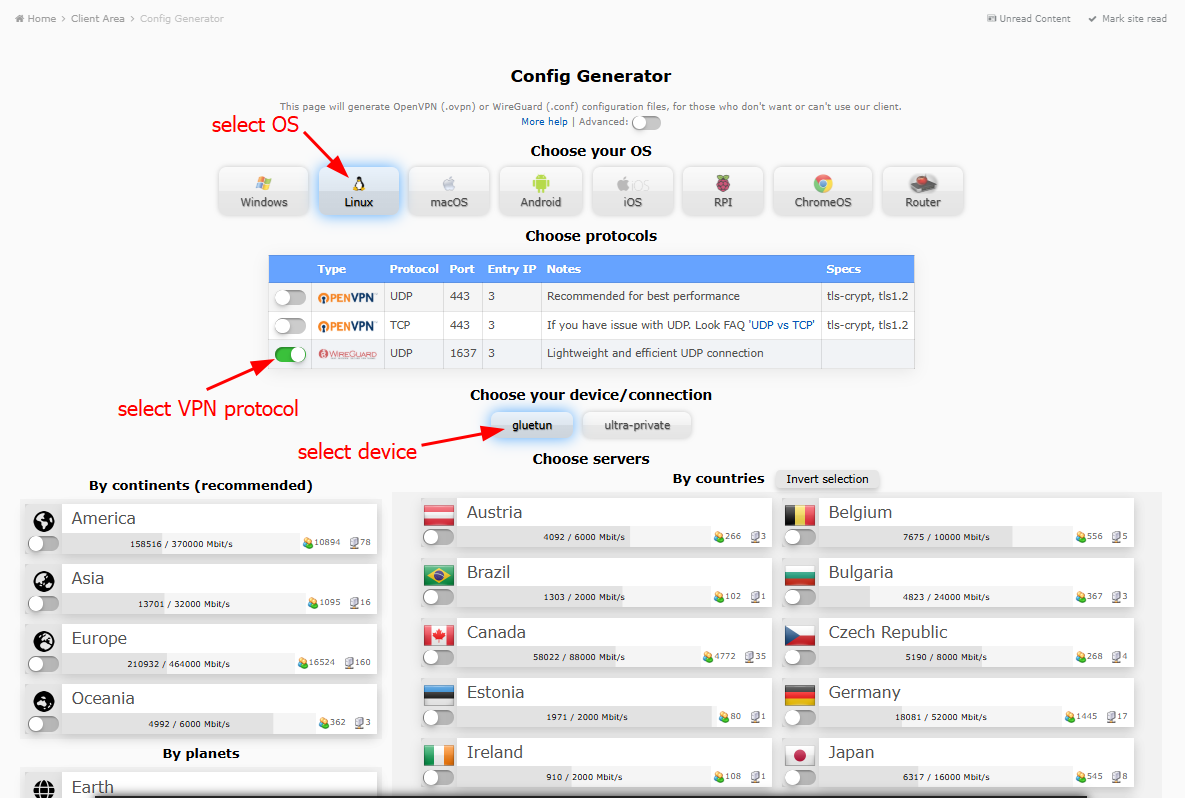 Home > Client Area > Config Generator
Unread Content
Mark site read
Config Generator
This page will generate OpenVPN (.ovpn) or WireGuard (.conf) configuration files, for those who don't want or can't use our client.
More help | Advanced:
select OS
Choose your OS
Windows
Linux
macOS
Android
iOS
iOS
RPI
ChromeOS
Router
Choose protocols
Type Protocol Port Entry IP Notes Specs
OPENVPN UDP 443 3 Recommended for best performance tls-crypt, tls1.2
OPENVPN TCP 443 3 If you have issue with UDP. Look FAQ 'UDP vs TCP' tls-crypt, tls1.2
WIREGUARD UDP 1637 3 Lightweight and efficient UDP connection
select VPN protocol
Choose your device/connection
gluetun
ultra-private
select device
Choose servers
By continents (recommended)
America
158516 / 370000 Mbit/s 10894 78
Asia
13701 / 32000 Mbit/s 1095 16
Europe
210932 / 464000 Mbit/s 16524 160
Oceania
4992 / 6000 Mbit/s 362 3
By planets
Earth
By countries
Invert selection
Austria
4092 / 6000 Mbit/s 266 3
Belgium
7675 / 10000 Mbit/s 556 5
Brazil
1303 / 2000 Mbit/s 102 1
Bulgaria
4823 / 24000 Mbit/s 367 3
Canada
58022 / 88000 Mbit/s 4772 35
Czech Republic
5190 / 8000 Mbit/s 268 4
Estonia
1971 / 2000 Mbit/s 80 1
Germany
18081 / 52000 Mbit/s 1445 17
Ireland
910 / 2000 Mbit/s 108 1
Japan
6317 / 16000 Mbit/s 545 8